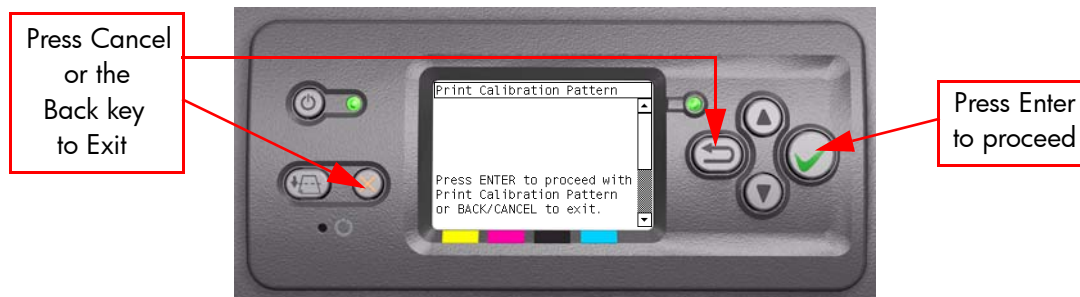 Press Cancel
or the
Back key
to Exit
Print Calibration Pattern
Press ENTER to proceed with
Print Calibration Pattern
or BACK/CANCEL to exit.
Press Enter
to proceed